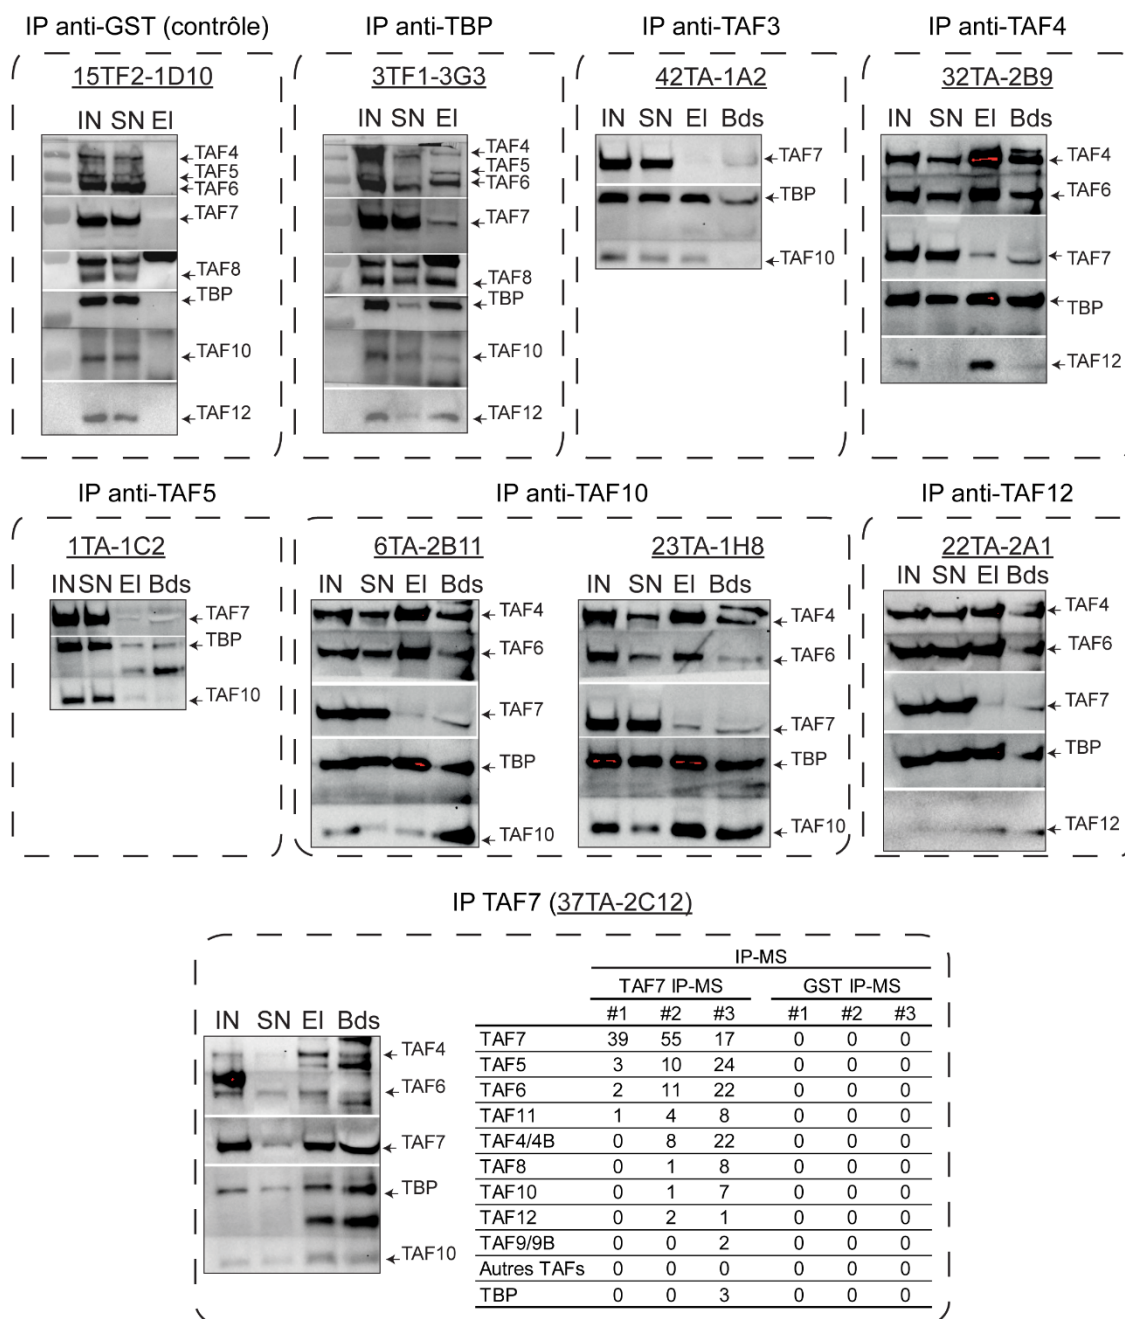 IP anti-GST (contrôle)
IP anti-TBP
IP anti-TAF3
IP anti-TAF4
15TF2-1D10
3TF1-3G3
42TA-1A2
32TA-2B9
IN SN El
TAF4
TAF5
TAF6
TAF7
TAF8
TBP
TAF10
TAF12
IN SN El
TAF4
TAF5
TAF6
TAF7
TAF8
TBP
TAF10
TAF12
IN SN El Bds
TAF7
TBP
TAF10
IN SN El Bds
TAF4
TAF6
TAF7
TBP
TAF12
IP anti-TAF5
IP anti-TAF10
IP anti-TAF12
1TA-1C2
6TA-2B11
23TA-1H8
22TA-2A1
IN SN El Bds
TAF7
TBP
TAF10
IN SN El Bds
TAF4
TAF6
TAF7
TBP
TAF10
IN SN El Bds
TAF4
TAF6
TAF7
TBP
TAF10
IN SN El Bds
TAF4
TAF6
TAF7
TBP
TAF12
IP TAF7 (37TA-2C12)
IN SN El Bds
TAF4
TAF6
TAF7
TBP
TAF10
IP-MS
TAF7 IP-MS GST IP-MS
#1 #2 #3 #1 #2 #3
TAF7 39 55 17 0 0 0
TAF5 3 10 24 0 0 0
TAF6 2 11 22 0 0 0
TAF11 1 4 8 0 0 0
TAF4/4B 0 8 22 0 0 0
TAF8 0 1 8 0 0 0
TAF10 0 1 7 0 0 0
TAF12 0 2 1 0 0 0
TAF9/9B 0 0 2 0 0 0
Autres TAFs 0 0 0 0 0 0
TBP 0 0 3 0 0 0